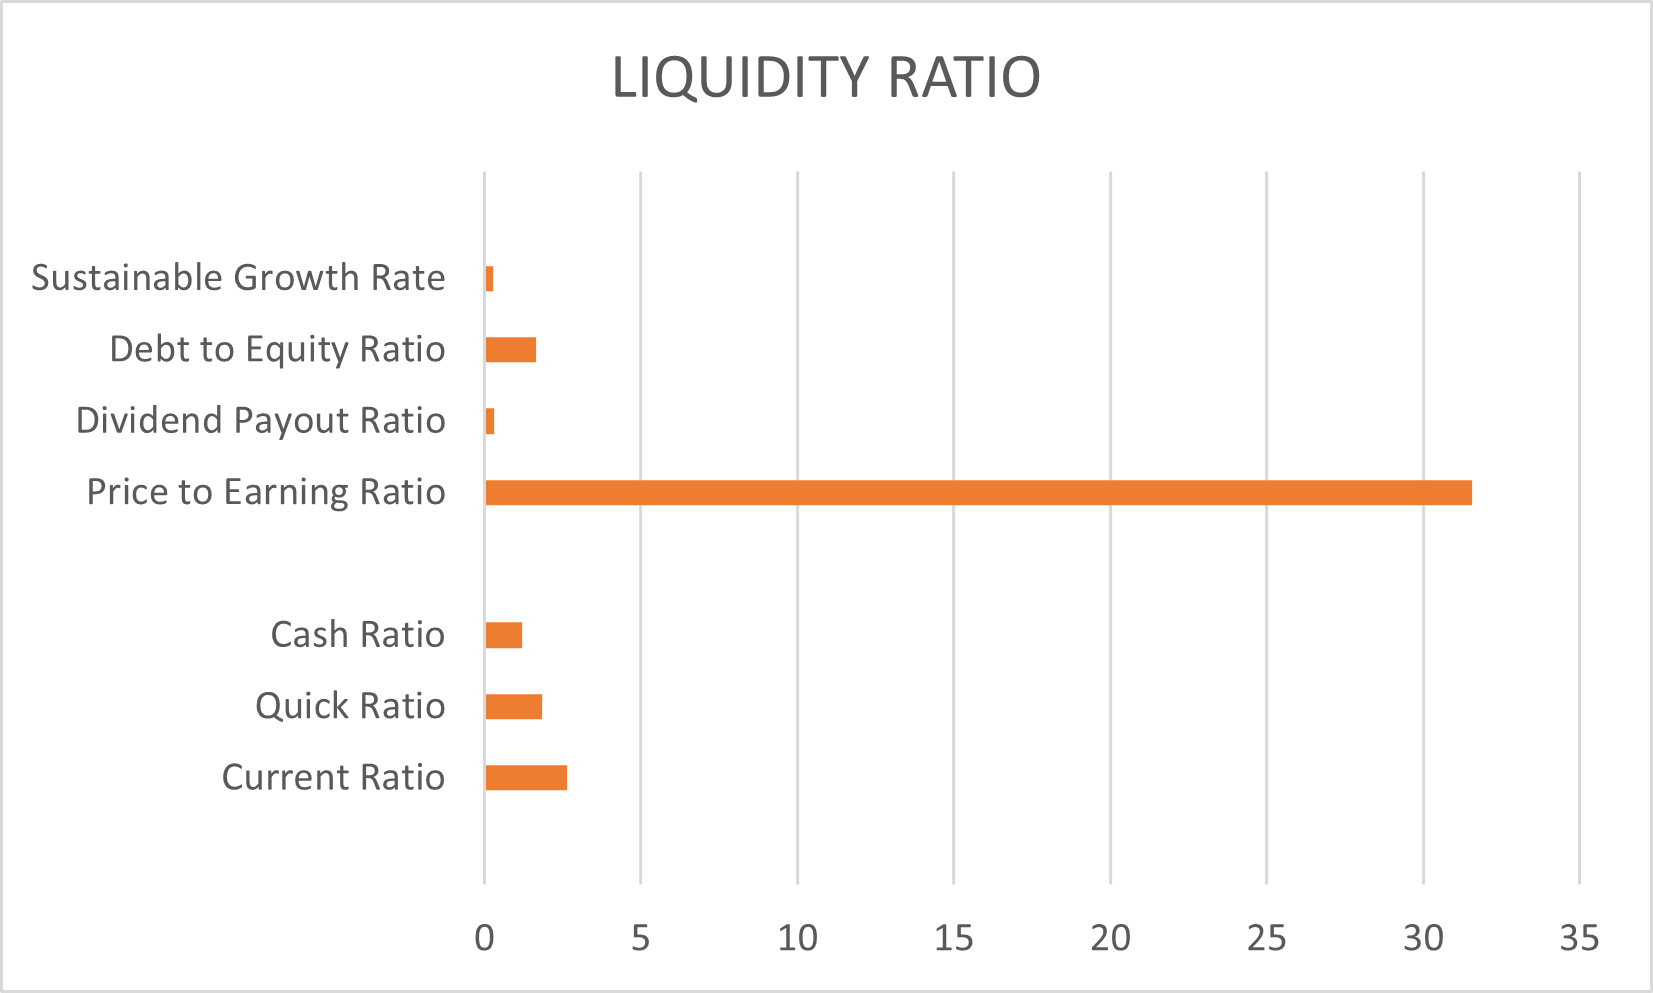 LIQUIDITY RATIO
Sustainable Growth Rate
Debt to Equity Ratio
Dividend Payout Ratio
Price to Earning Ratio
Cash Ratio
Quick Ratio
Current Ratio
0 5 10 15 20 25 30 35